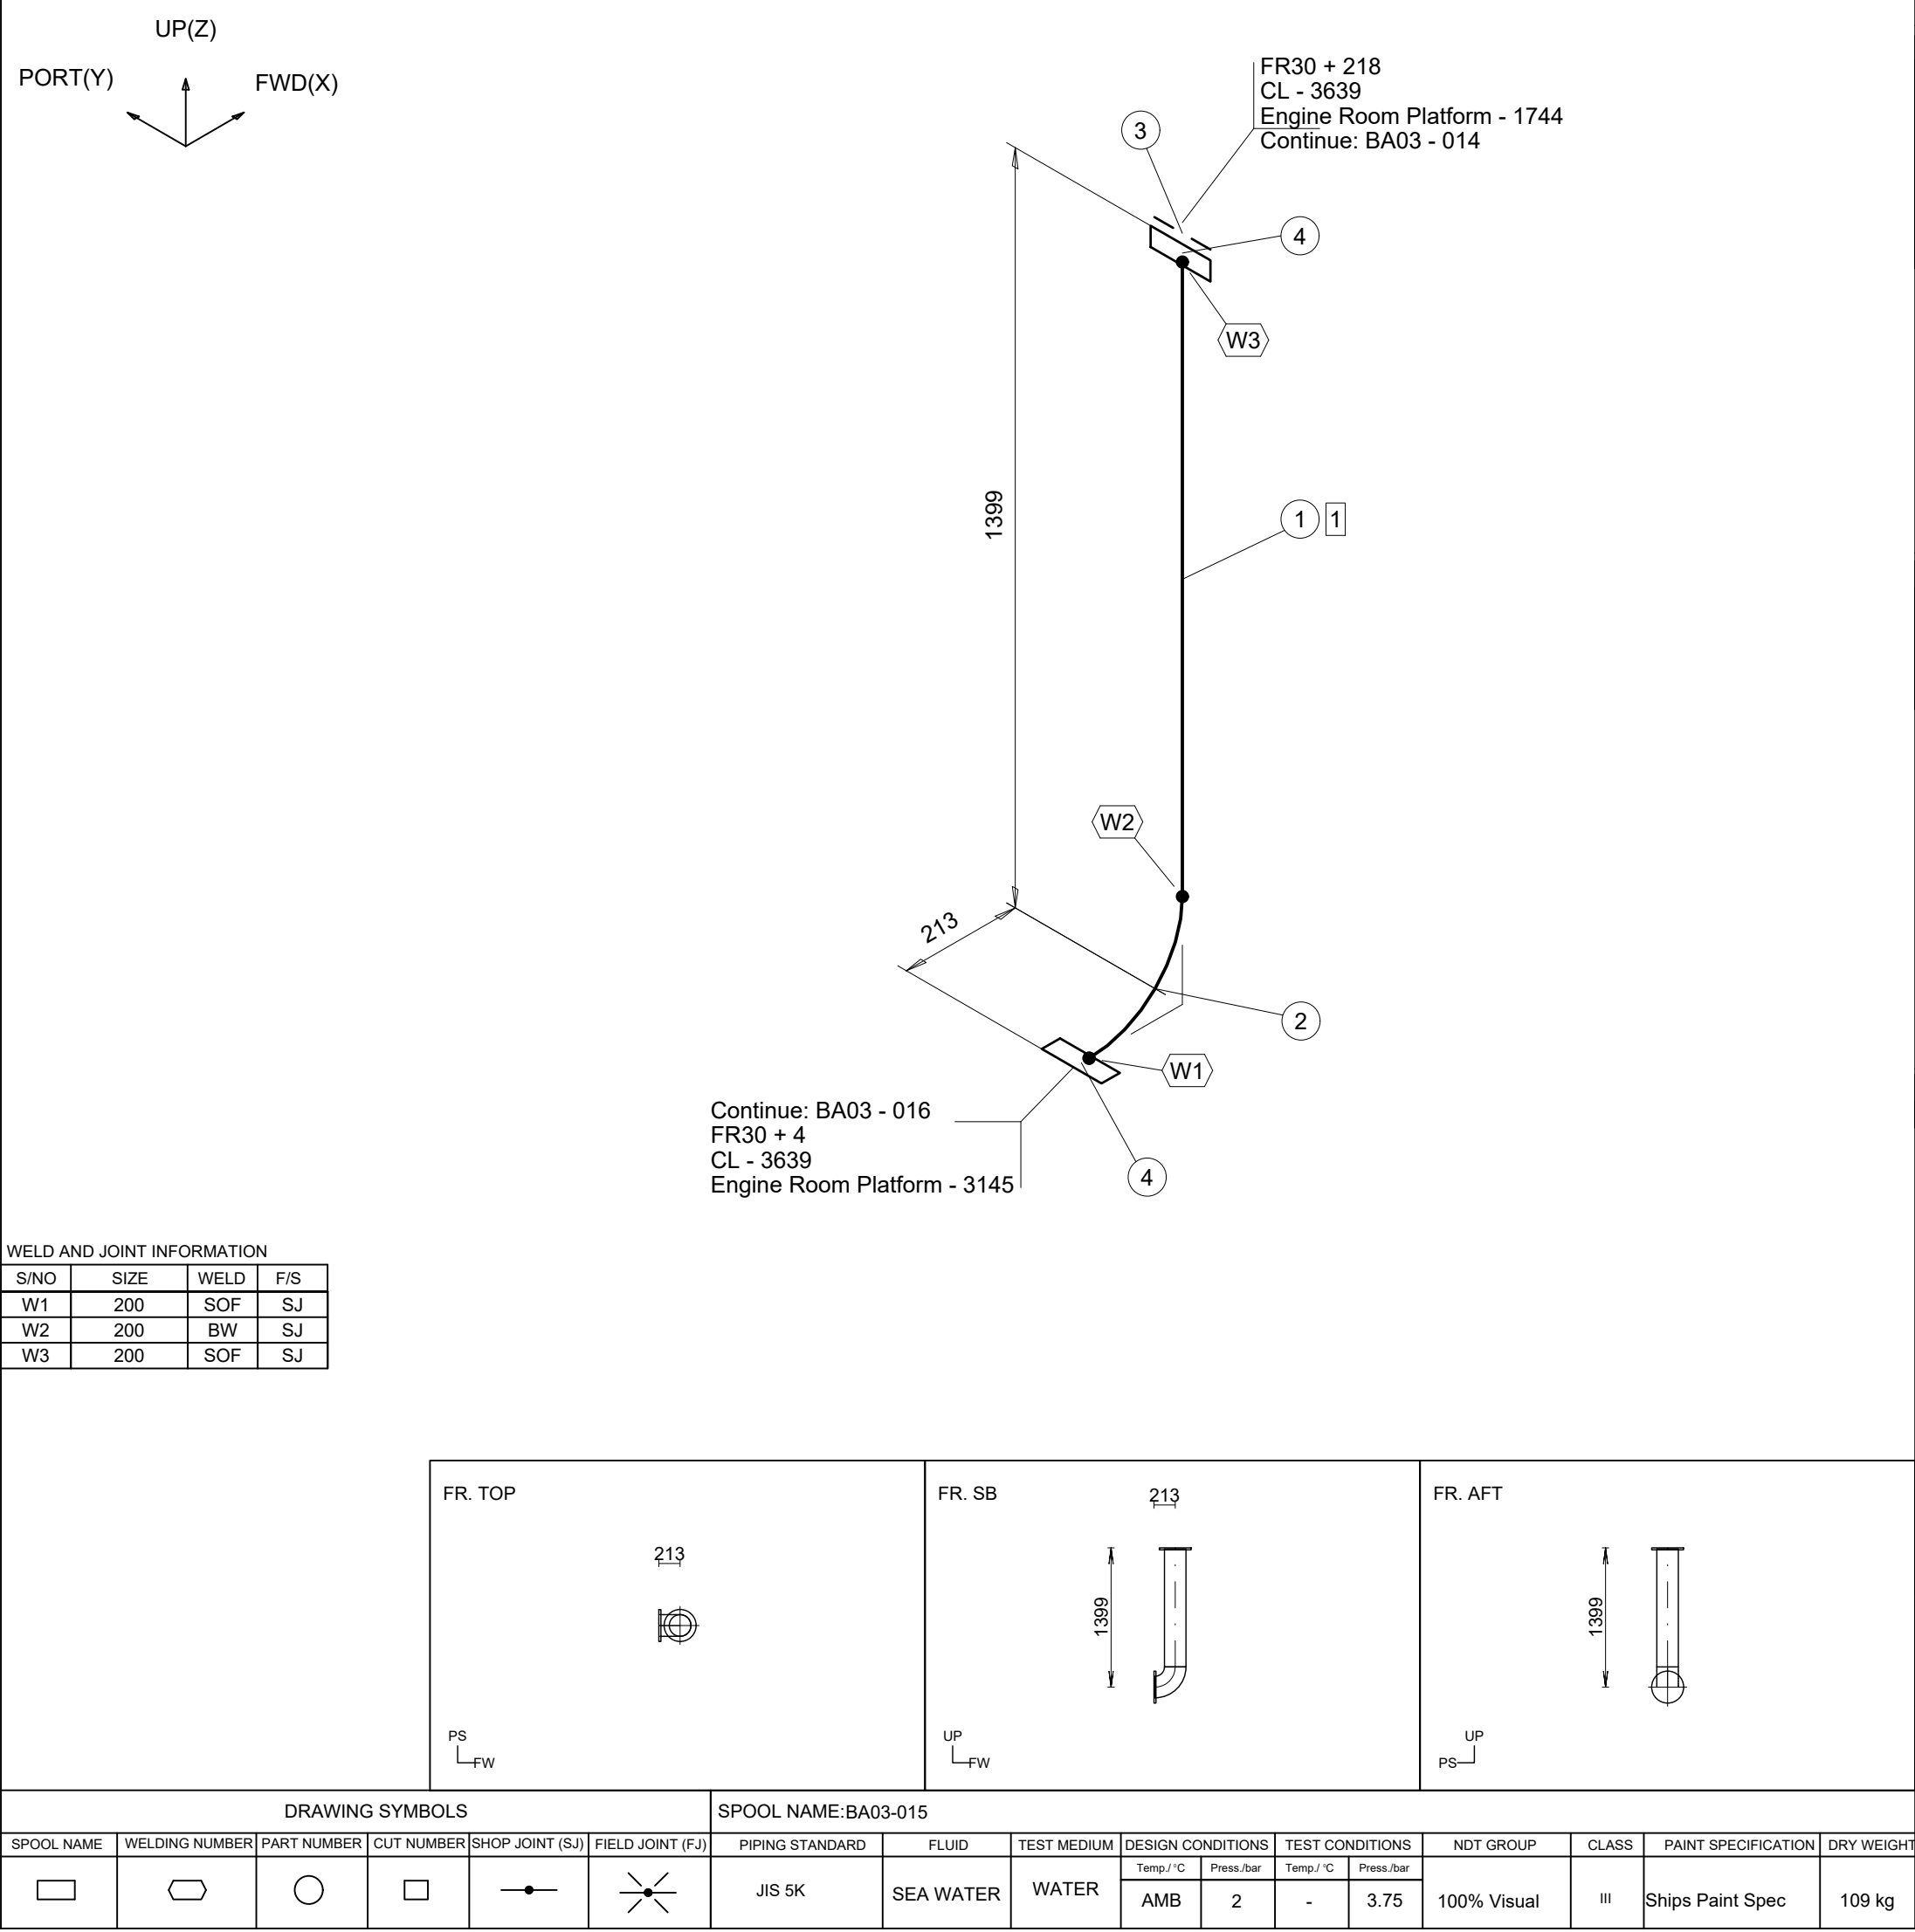 UP(Z)
PORT(Y)
FWD(X)
FR30 + 218
CL - 3639
Engine Room Platform - 1744
Continue: BA03 - 014
3
4
W3
1399
1 1
W2
213
2
W1
Continue: BA03 - 016
FR30 + 4
CL - 3639
Engine Room Platform - 3145
4
WELD AND JOINT INFORMATION
S/NO SIZE WELD F/S
W1 200 SOF SJ
W2 200 BW SJ
W3 200 SOF SJ
FR. TOP
213
PS
FW
FR. SB
213
1399
UP
FW
FR. AFT
1399
UP
PS
DRAWING SYMBOLS
SPOOL NAME:BA03-015
SPOOL NAME WELDING NUMBER PART NUMBER CUT NUMBER SHOP JOINT (SJ) FIELD JOINT (FJ) PIPING STANDARD FLUID TEST MEDIUM DESIGN CONDITIONS TEST CONDITIONS NDT GROUP CLASS PAINT SPECIFICATION DRY WEIGHT
Temp./ °C Press./bar Temp./ °C Press./bar
JIS 5K SEA WATER WATER AMB 2 - 3.75 100% Visual III Ships Paint Spec 109 kg